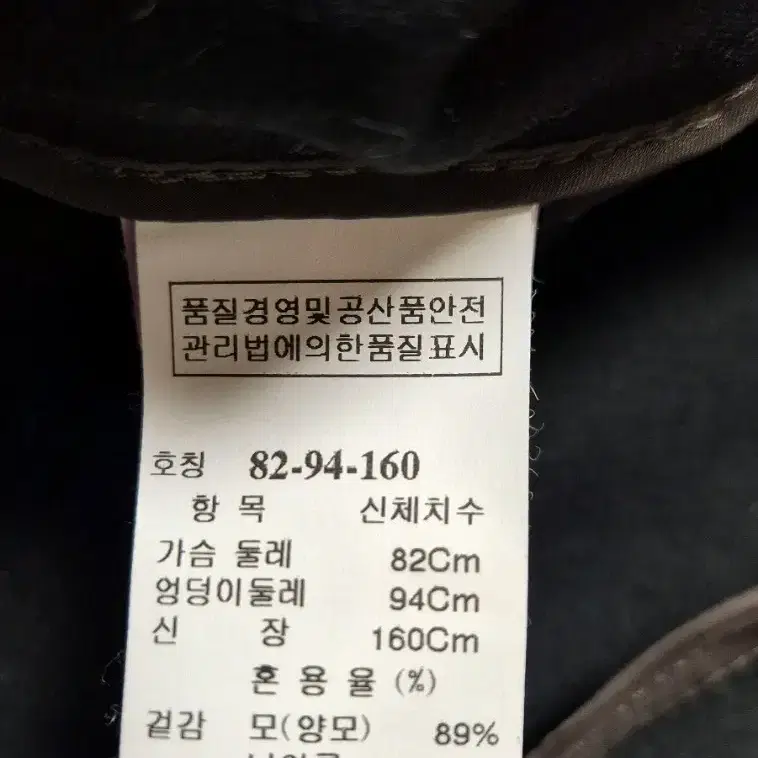 품질경영및공산품안전
관리법에의한품질표시
호칭 82-94-160
항 목 신체치수
가슴 둘레 82Cm
엉덩이둘레 94Cm
신 장 160Cm
혼 용 율 (%)
겉감 모(양모) 89%